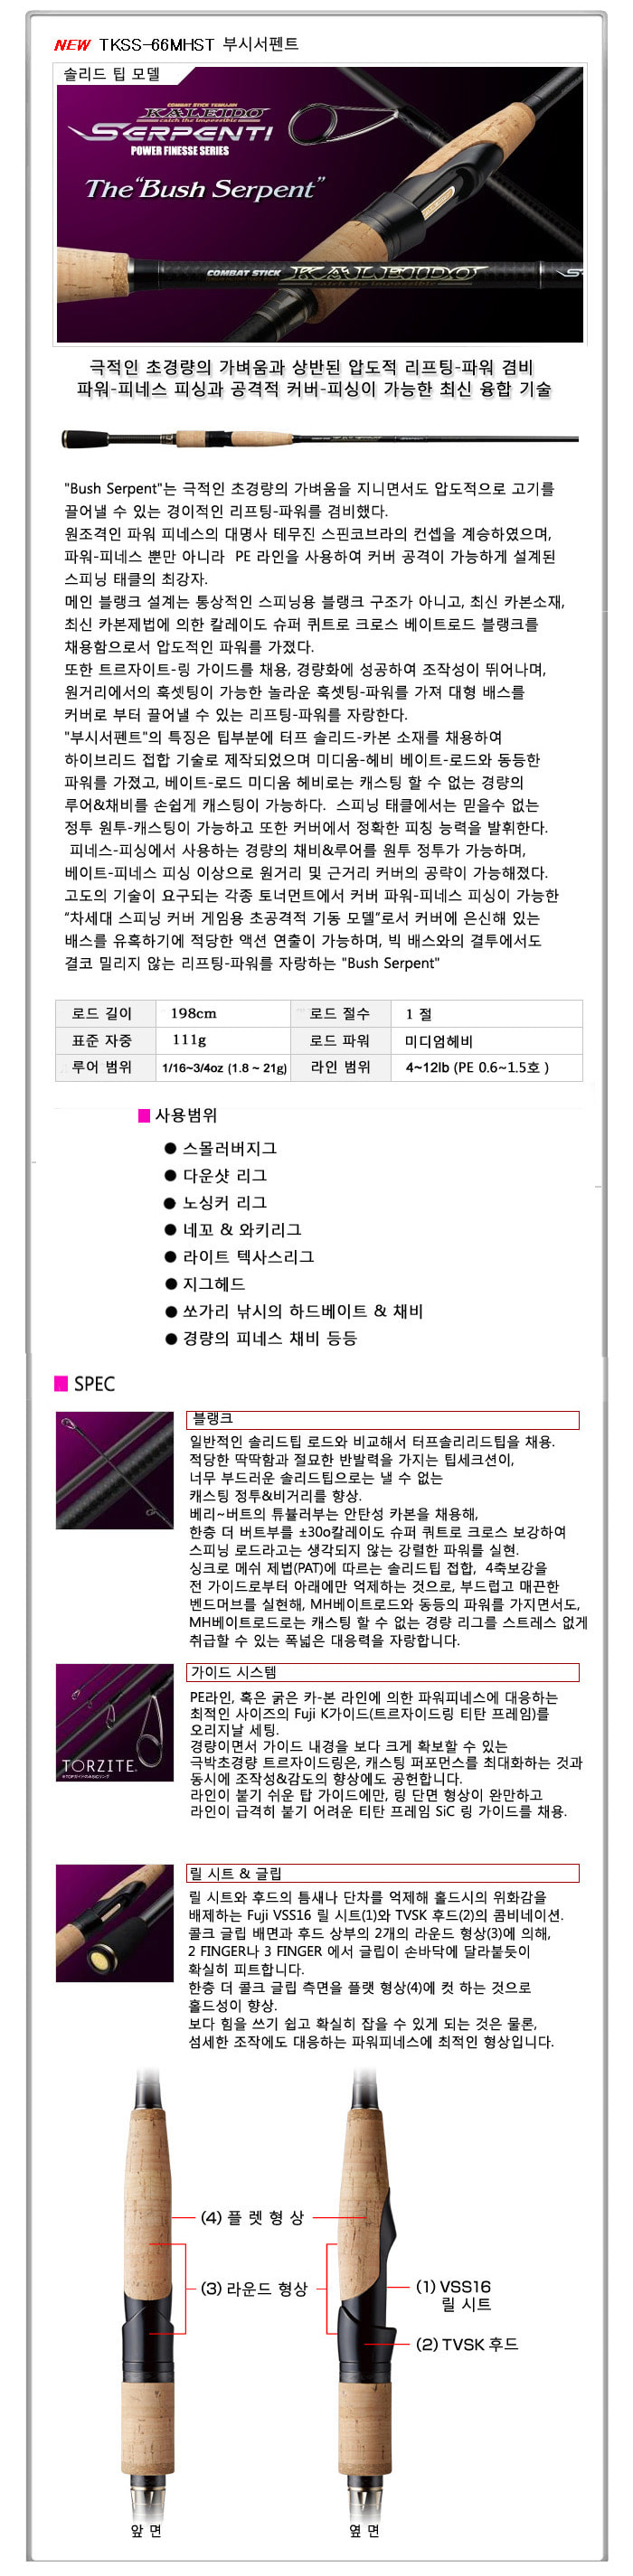 NEW TKSS-66MHST 부시서펜트
솔리드 팁 모델
COMBAT STICK TEMUJIN
KALEIDO
catch the impossible
SERPENTI
POWER FINESSE SERIES
The "Bush Serpent"
COMBAT STICK KALEIDO
catch the impossible
극적인 초경량의 가벼움과 상반된 압도적 리프팅-파워 겸비
파워-피네스 피싱과 공격적 커버-피싱이 가능한 최신 융합 기술
"Bush Serpent"는 극적인 초경량의 가벼움을 지니면서도 압도적으로 고기를
끌어낼 수 있는 경이적인 리프팅-파워를 겸비했다.
원조격인 파워 피네스의 대명사 테무진 스핀코브라의 컨셉을 계승하였으며,
파워-피네스 뿐만 아니라 PE 라인을 사용하여 커버 공격이 가능하게 설계된
스피닝 태클의 최강자.
메인 블랭크 설계는 통상적인 스피닝용 블랭크 구조가 아니고, 최신 카본소재,
최신 카본제법에 의한 칼레이도 슈퍼 퀴트로 크로스 베이트로드 블랭크를
채용함으로서 압도적인 파워를 가졌다.
또한 트르자이트-링 가이드를 채용, 경량화에 성공하여 조작성이 뛰어나며,
원거리에서의 훅셋팅이 가능한 놀라운 훅셋팅-파워를 가져 대형 배스를
커버로 부터 끌어낼 수 있는 리프팅-파워를 자랑한다.
"부시서펜트"의 특징은 팁부분에 터프 솔리드-카본 소재를 채용하여
하이브리드 접합 기술로 제작되었으며 미디움-헤비 베이트-로드와 동등한
파워를 가졌고, 베이트-로드 미디움 헤비로는 캐스팅 할 수 없는 경량의
루어&채비를 손쉽게 캐스팅이 가능하다. 스피닝 태클에서는 믿을수 없는
정투 원투-캐스팅이 가능하고 또한 커버에서 정확한 피칭 능력을 발휘한다.
피네스-피싱에서 사용하는 경량의 채비&루어를 원투 정투가 가능하며,
베이트-피네스 피싱 이상으로 원거리 및 근거리 커버의 공략이 가능해졌다.
고도의 기술이 요구되는 각종 토너먼트에서 커버 파워-피네스 피싱이 가능한
"차세대 스피닝 커버 게임용 초공격적 기동 모델"로서 커버에 은신해 있는
배스를 유혹하기에 적당한 액션 연출이 가능하며, 빅 배스와의 결투에서도
결코 밀리지 않는 리프팅-파워를 자랑하는 "Bush Serpent"
로드 길이 198cm 로드 절수 1 절
표준 자중 111g 로드 파워 미디엄헤비
루어 범위 1/16~3/4oz (1.8 ~ 21g) 라인 범위 4~12lb (PE 0.6~1.5호 )
사용범위
● 스몰러버지그
● 다운샷 리그
● 노싱커 리그
● 네꼬 & 와키리그
● 라이트 텍사스리그
● 지그헤드
● 쏘가리 낚시의 하드베이트 & 채비
● 경량의 피네스 채비 등등
SPEC
블랭크
일반적인 솔리드팁 로드와 비교해서 터프솔리리드팁을 채용.
적당한 딱딱함과 절묘한 반발력을 가지는 팁세크션이,
너무 부드러운 솔리드팁으로는 낼 수 없는
캐스팅 정투&비거리를 향상.
베리~버트의 튜뷸러부는 안탄성 카본을 채용해,
한층 더 버트부를 ±30o칼레이도 슈퍼 쿼트로 크로스 보강하여
스피닝 로드라고는 생각되지 않는 강렬한 파워를 실현.
싱크로 메쉬 제법(PAT)에 따르는 솔리드팁 접합, 4축보강을
전 가이드로부터 아래에만 억제하는 것으로, 부드럽고 매끈한
벤드머브를 실현해, MH베이트로드와 동등의 파워를 가지면서도,
MH베이트로드로는 캐스팅 할 수 없는 경량 리그를 스트레스 없게
취급할 수 있는 폭넓은 대응력을 자랑합니다.
가이드 시스템
TORZITE
PE라인, 혹은 굵은 카-본 라인에 의한 파워피네스에 대응하는
최적인 사이즈의 Fuji K가이드(트르자이드링 티탄 프레임)를
오리지날 세팅.
경량이면서 가이드 내경을 보다 크게 확보할 수 있는
극박초경량 트르자이드링은, 캐스팅 퍼포먼스를 최대화하는 것과
동시에 조작성&감도의 향상에도 공헌합니다.
라인이 붙기 쉬운 탑 가이드에만, 링 단면 형상이 완만하고
라인이 급격히 붙기 어려운 티탄 프레임 SiC 링 가이드를 채용.
릴 시트 & 글립
릴 시트와 후드의 틈새나 단차를 억제해 홀드시의 위화감을
배제하는 Fuji VSS16 릴 시트(1)와 TVSK 후드(2)의 콤비네이션.
콜크 글립 배면과 후드 상부의 2개의 라운드 형상(3)에 의해,
2 FINGER나 3 FINGER 에서 글립이 손바닥에 달라붙듯이
확실히 피트합니다.
한층 더 콜크 글립 측면을 플랫 형상(4)에 컷 하는 것으로
홀드성이 향상.
보다 힘을 쓰기 쉽고 확실히 잡을 수 있게 되는 것은 물론,
섬세한 조작에도 대응하는 파워피네스에 최적인 형상입니다.
(4) 플 렛 형 상
(3) 라운드 형상
(1) VSS16
릴 시트
(2) TVSK 후드
앞 면
옆 면